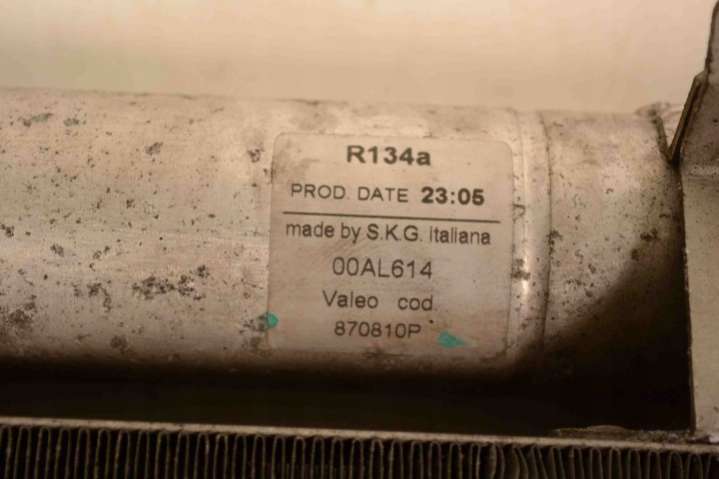 R134a
PROD. DATE 23:05
made by S.K.G. italiana
00AL614
Valeo cod
870810P